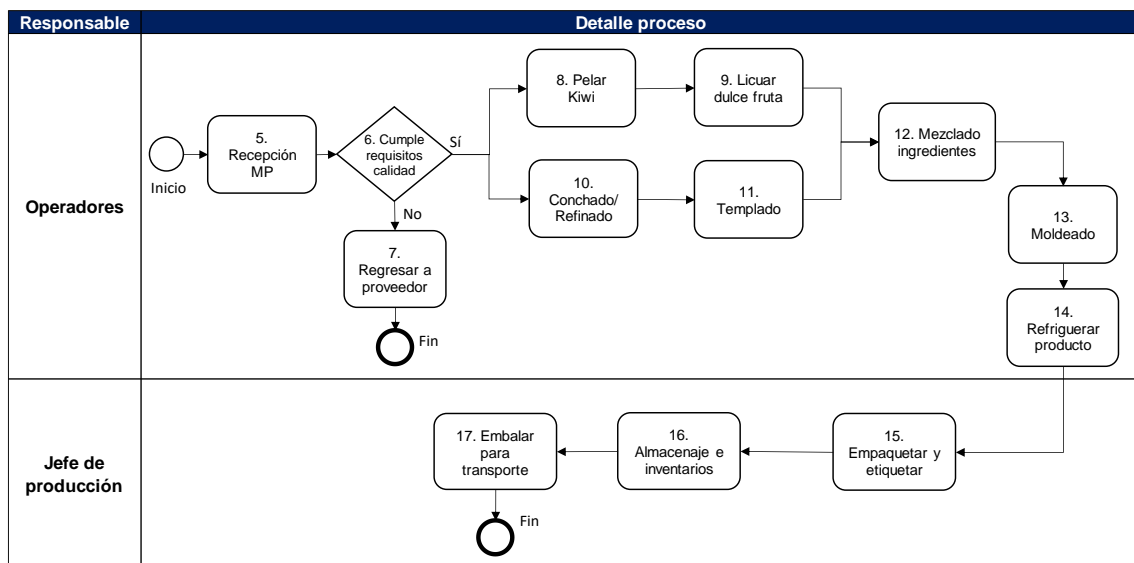 Responsable
Detalle proceso
Operadores
Inicio
5.
Recepción
MP
6. Cumple
requisitos
calidad
Sí
No
7.
Regresar a
proveedor
Fin
8. Pelar
Kiwi
9. Licuar
dulce fruta
10.
Conchado/
Refinado
11.
Templado
12. Mezclado
ingredientes
13.
Moldeado
14.
Refriguerar
producto
Jefe de
producción
17. Embalar
para
transporte
16.
Almacenaje e
inventarios
15.
Empaquetar y
etiquetar
Fin